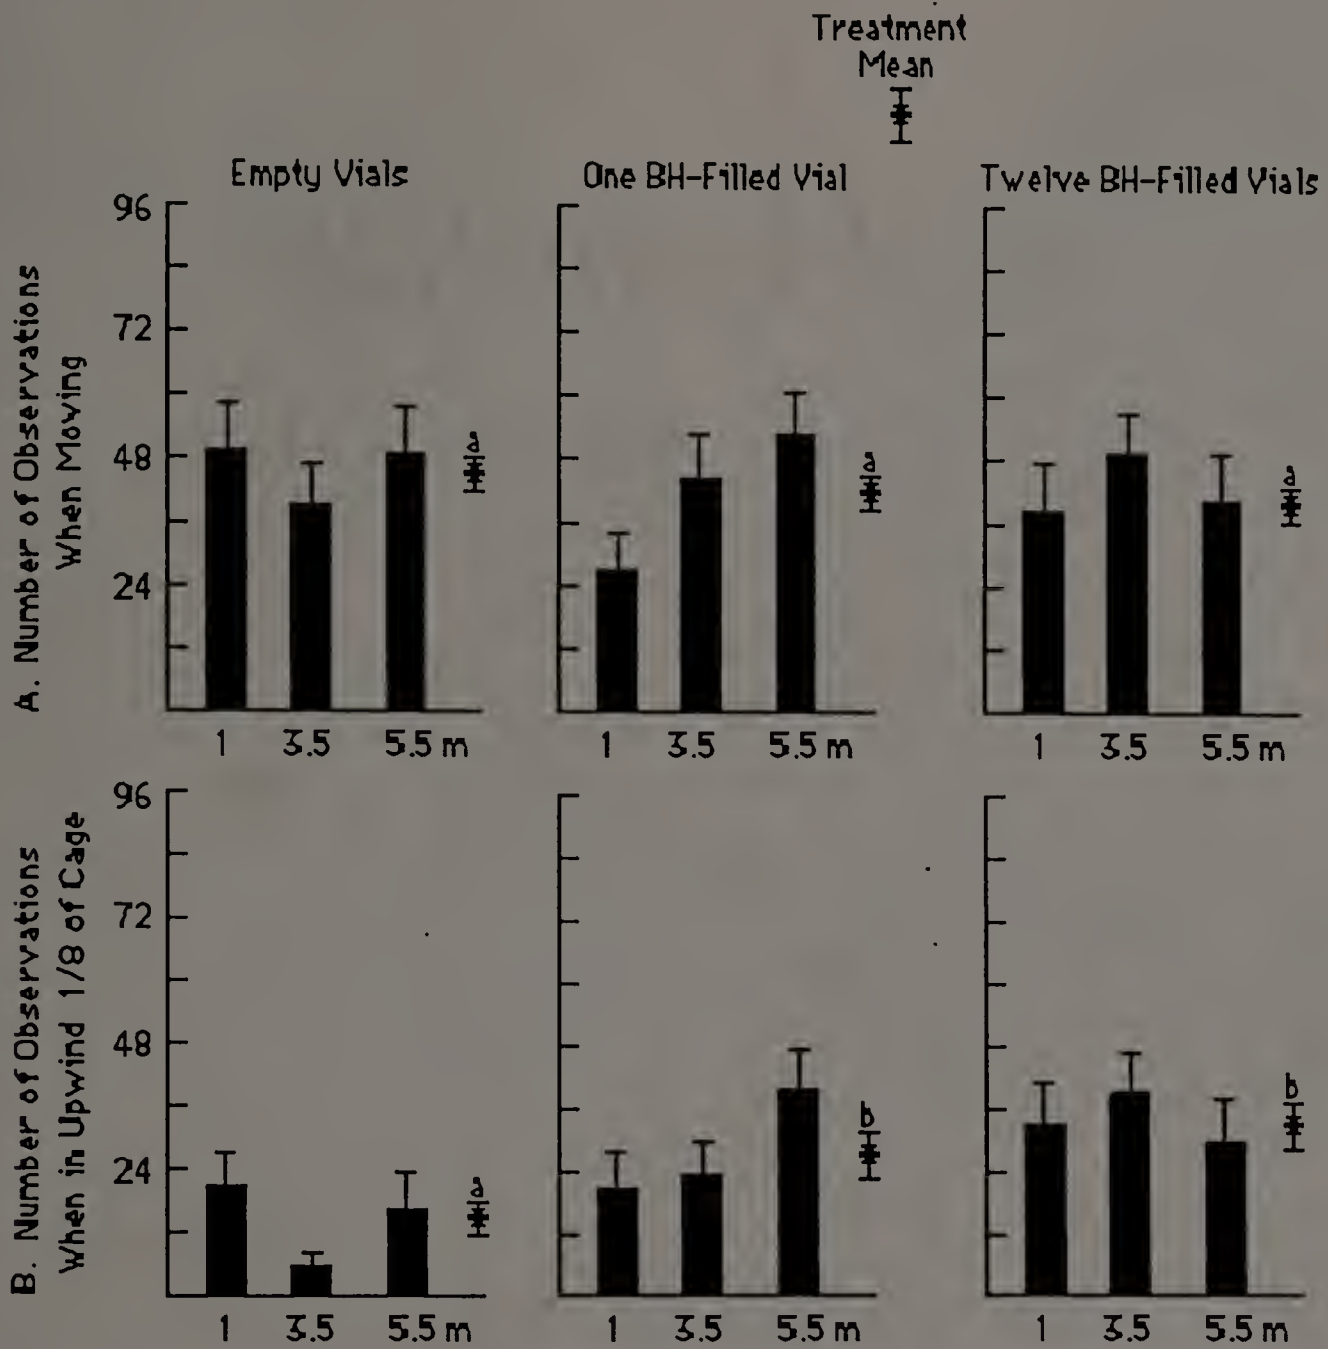 Treatment
Mean
Empty Vials
One BH-Filled Vial
Twelve BH-Filled Vials
A. Number of Observations
When Moving
96
72
48
24
a
a
a
1 3.5 5.5 m
1 3.5 5.5 m
1 3.5 5.5 m
B. Number of Observations
When in Upwind 1/8 of Cage
96
72
48
24
a
b
b
1 3.5 5.5 m
1 3.5 5.5 m
1 3.5 5.5 m